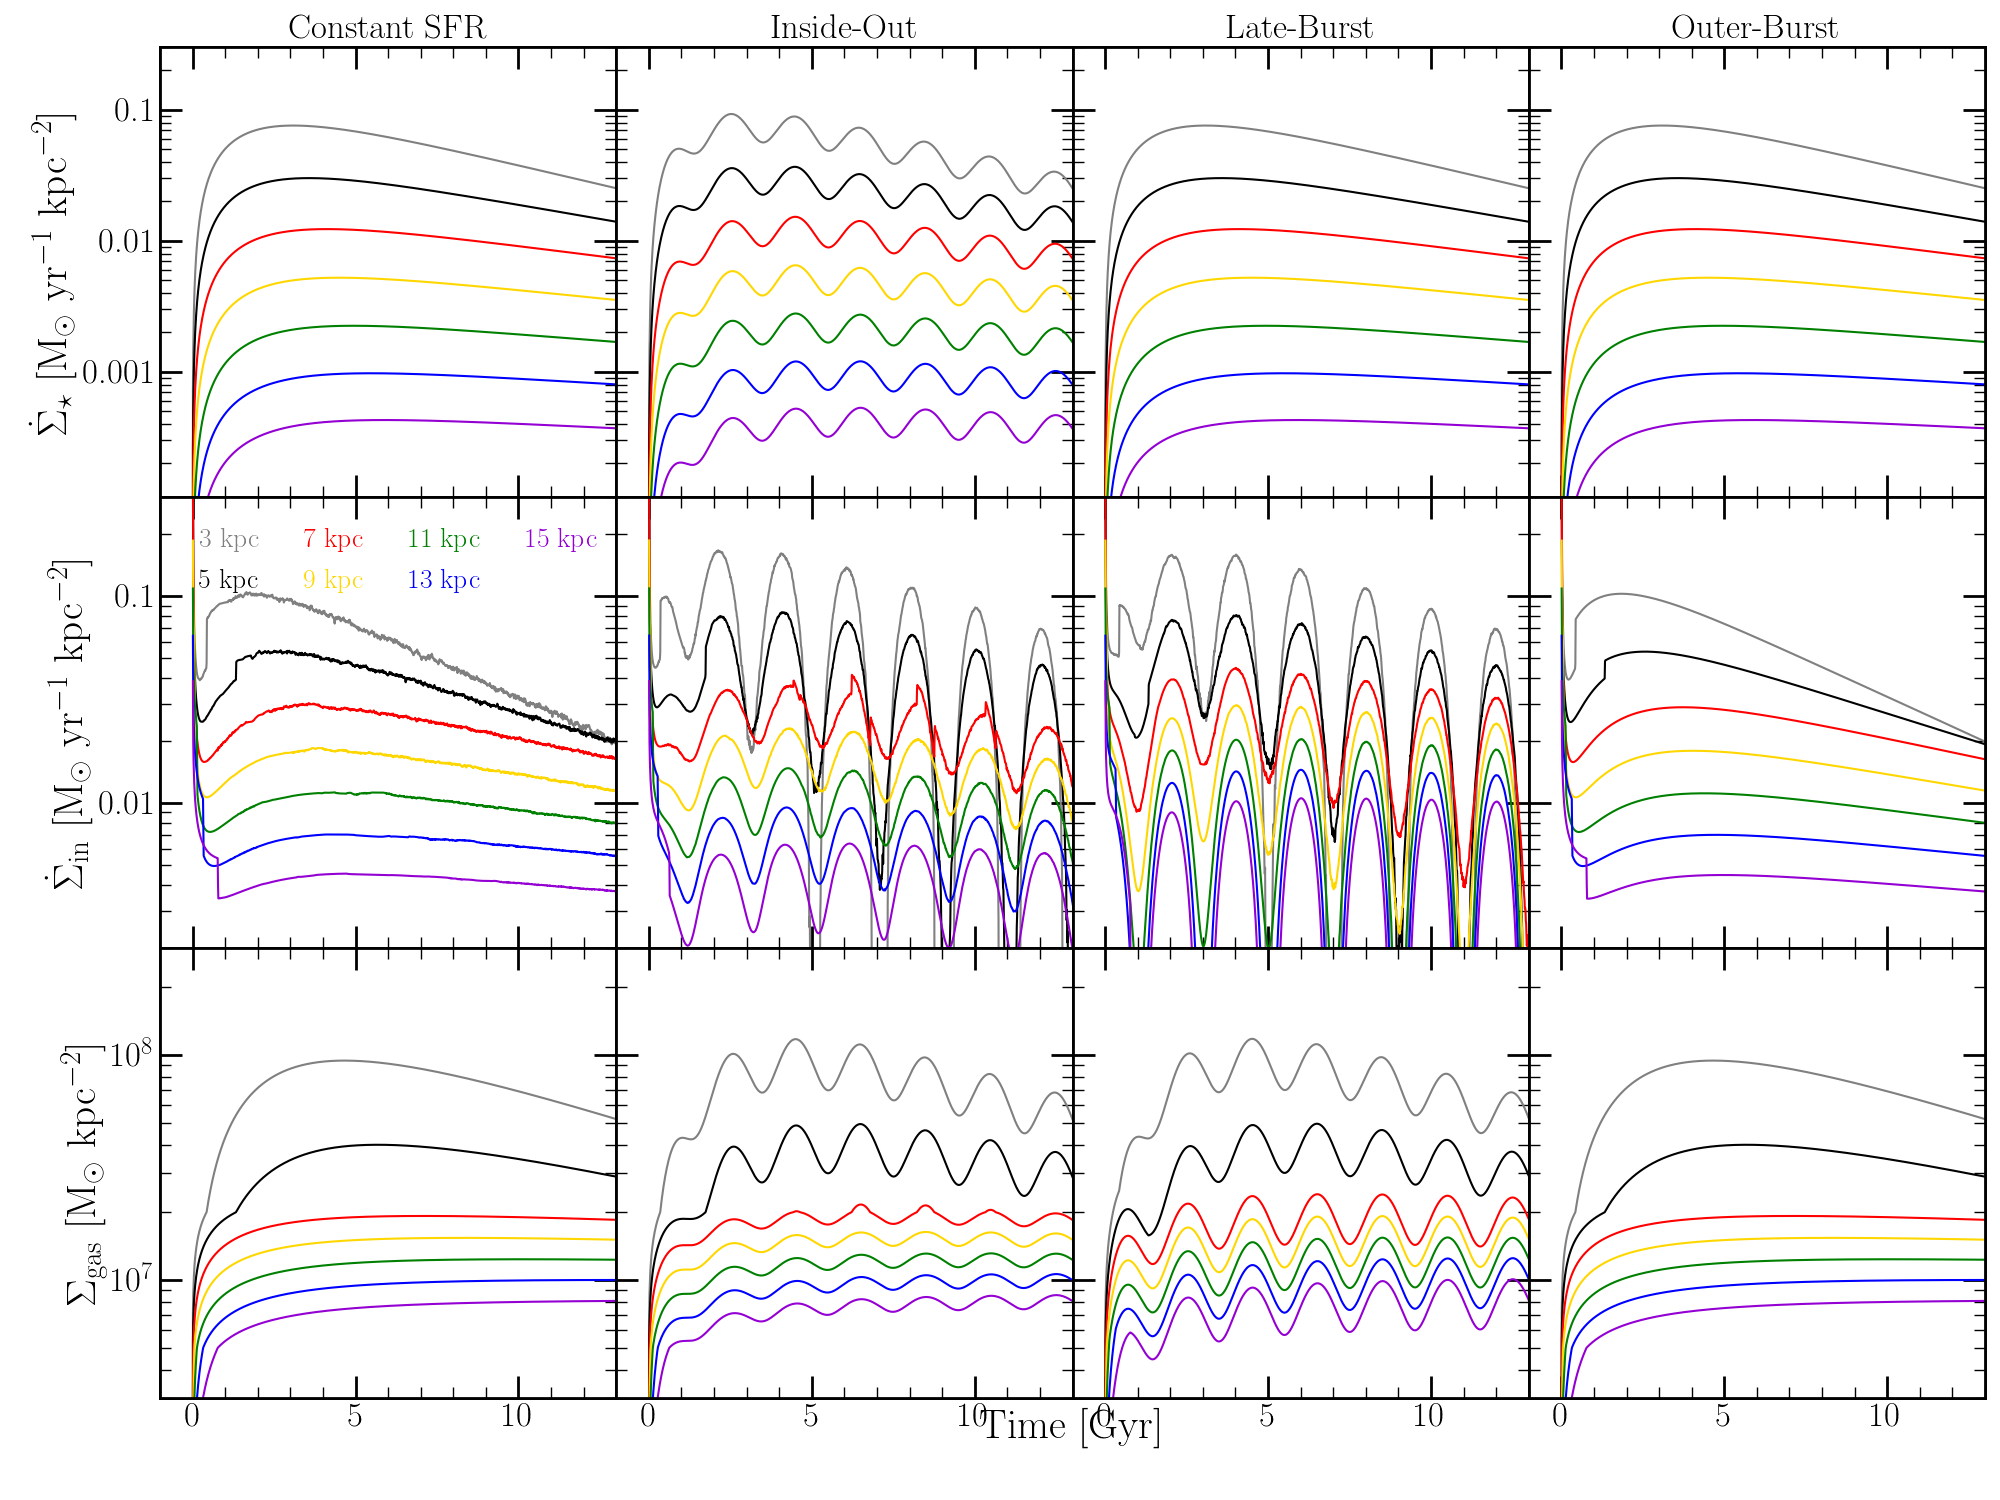 Constant SFR Inside-Out Late-Burst Outer-Burst
Σ̇⋆ [M⊙ yr⁻¹ kpc⁻²]
0.1
0.01
0.001
Σ̇in [M⊙ yr⁻¹ kpc⁻²]
3 kpc 7 kpc 11 kpc 15 kpc
5 kpc 9 kpc 13 kpc
0.1
0.01
Σgas [M⊙ kpc⁻²]
10⁸
10⁷
0 5 10 0 5 10 0 5 10 0 5 10
Time [Gyr]